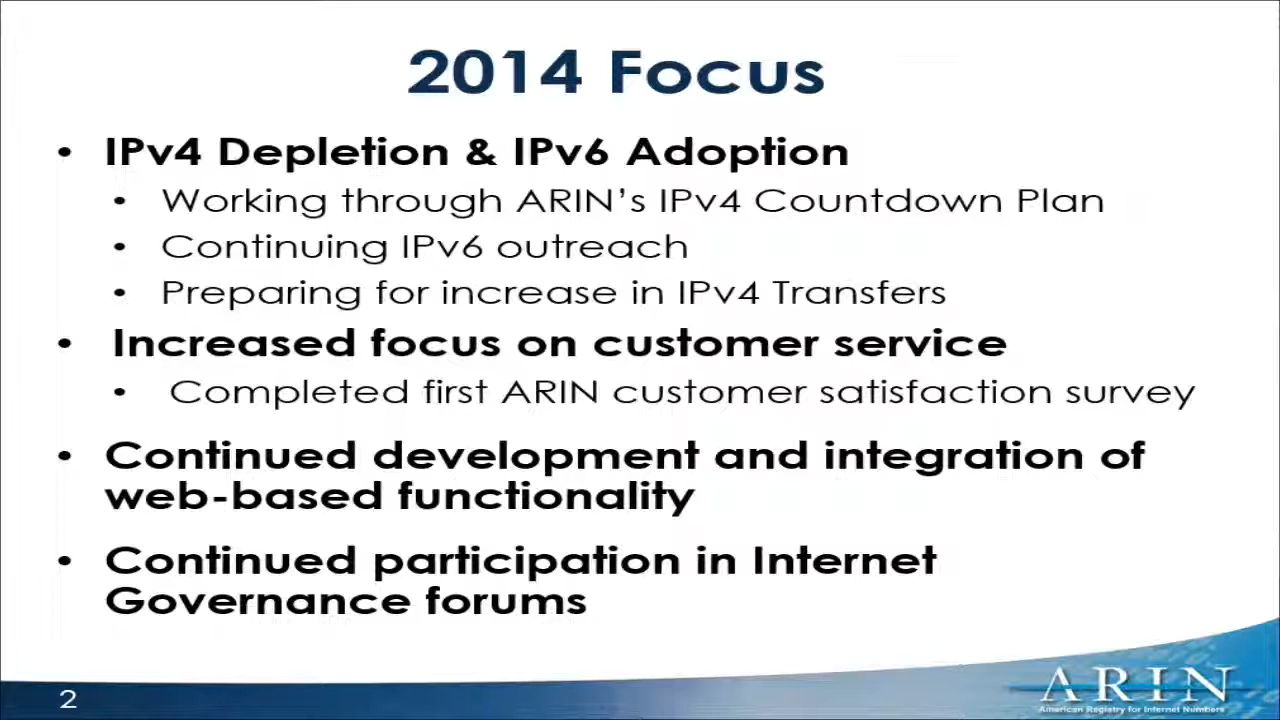 2014 Focus
• IPv4 Depletion & IPv6 Adoption
• Working through ARIN's IPv4 Countdown Plan
• Continuing IPv6 outreach
• Preparing for increase in IPv4 Transfers
• Increased focus on customer service
• Completed first ARIN customer satisfaction survey
• Continued development and integration of
web-based functionality
• Continued participation in Internet
Governance forums
2
ARIN
American Registry for Internet Numbers